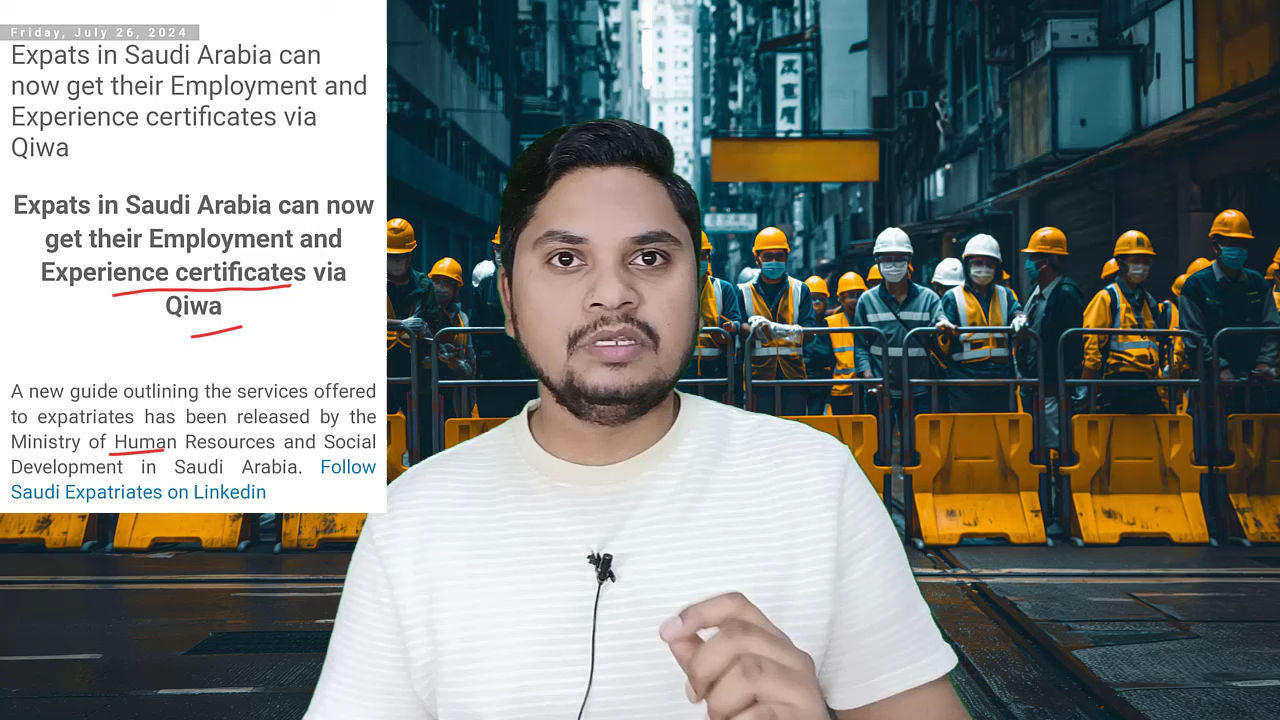 Friday, July 26, 2024
Expats in Saudi Arabia can
now get their Employment and
Experience certificates via
Qiwa
Expats in Saudi Arabia can now
get their Employment and
Experience certificates via
Qiwa
A new guide outlining the services offered
to expatriates has been released by the
Ministry of Human Resources and Social
Development in Saudi Arabia. Follow
Saudi Expatriates on Linkedin